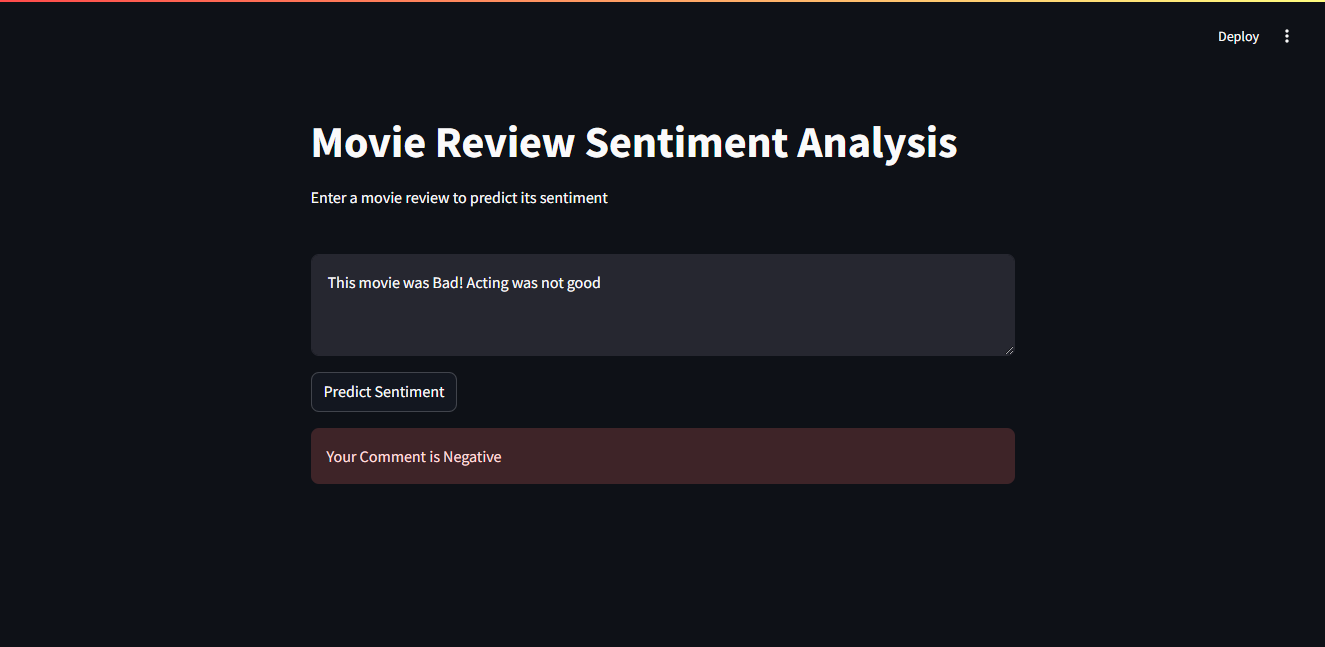 Deploy
Movie Review Sentiment Analysis
Enter a movie review to predict its sentiment
This movie was Bad! Acting was not good
Predict Sentiment
Your Comment is Negative